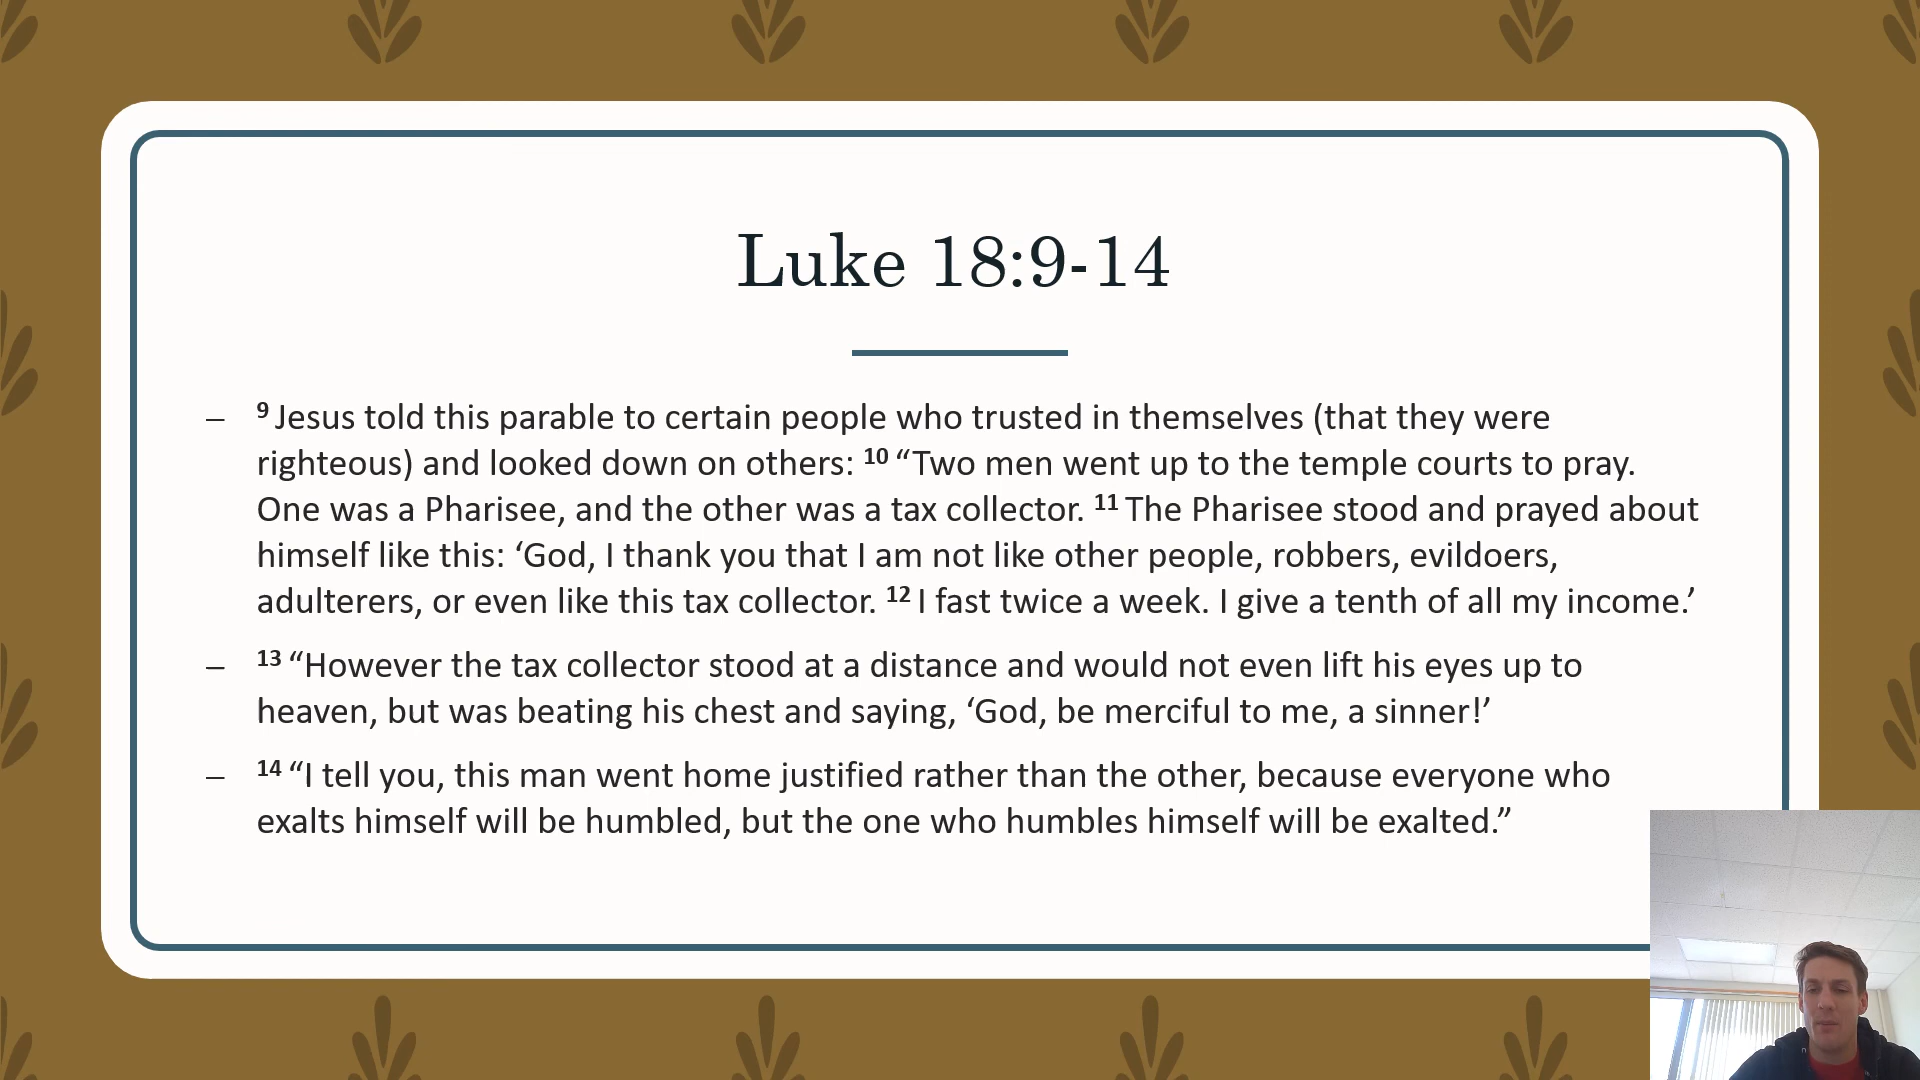 Luke 18:9-14
– 9 Jesus told this parable to certain people who trusted in themselves (that they were
righteous) and looked down on others: 10 “Two men went up to the temple courts to pray.
One was a Pharisee, and the other was a tax collector. 11 The Pharisee stood and prayed about
himself like this: ‘God, I thank you that I am not like other people, robbers, evildoers,
adulterers, or even like this tax collector. 12 I fast twice a week. I give a tenth of all my income.’
– 13 “However the tax collector stood at a distance and would not even lift his eyes up to
heaven, but was beating his chest and saying, ‘God, be merciful to me, a sinner!’
– 14 “I tell you, this man went home justified rather than the other, because everyone who
exalts himself will be humbled, but the one who humbles himself will be exalted.”